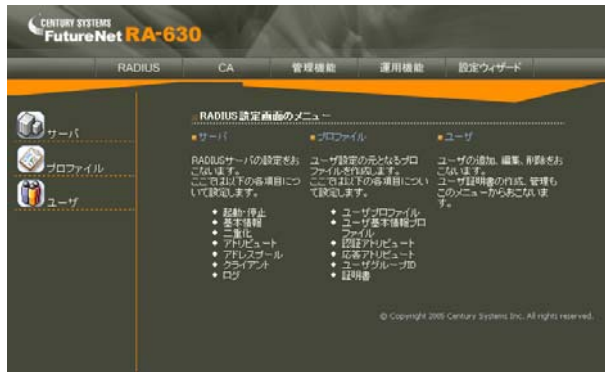 CENTURY SYSTEMS
FutureNet RA-630
RADIUS CA 管理機能 運用機能 設定ウィザード
サーバ
プロファイル
ユーザ
RADIUS設定画面のメニュー
サーバ
RADIUSサーバの設定をお
こないます。
ここでは以下の各項目につ
いて設定します。
起動・停止
基本情報
二重化
アトリビュート
アドレスプール
クライアント
ログ
プロファイル
ユーザ設定の元となるプロ
ファイルを作成します。
ここでは以下の各項目につい
て設定します。
ユーザプロファイル
ユーザ基本情報プロ
ファイル
認証アトリビュート
応答アトリビュート
ユーザグループID
証明書
ユーザ
ユーザの追加、編集、削除をお
こないます。
ユーザ証明書の作成、管理も
このメニューからおこないま
す。
© Copyright 2005 Century Systems Inc. All rights reserved.